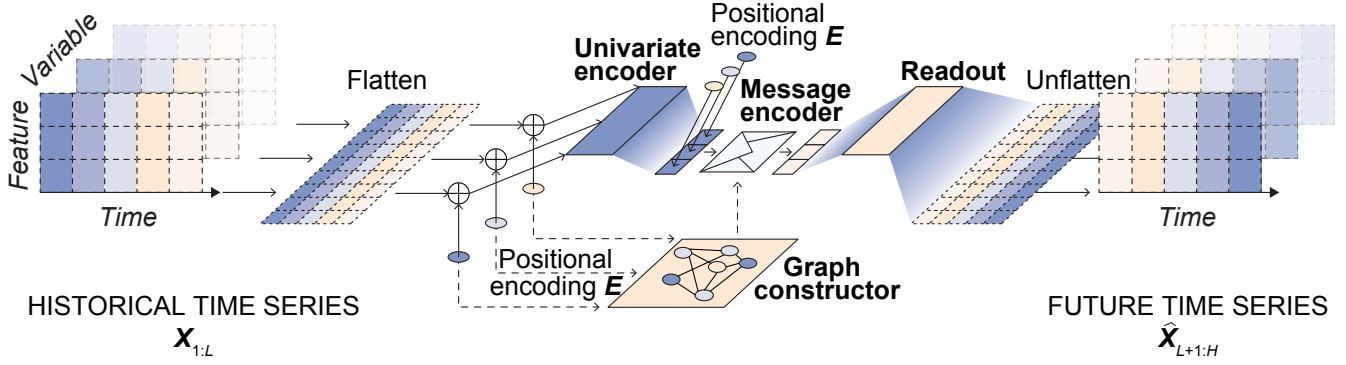 Variable
Feature
Time
Flatten
Univariate
encoder
Positional
encoding E
Message
encoder
Readout
Unflatten
Time
Positional
encoding E
Graph
constructor
HISTORICAL TIME SERIES
X1:L
FUTURE TIME SERIES
X̂L+1:H